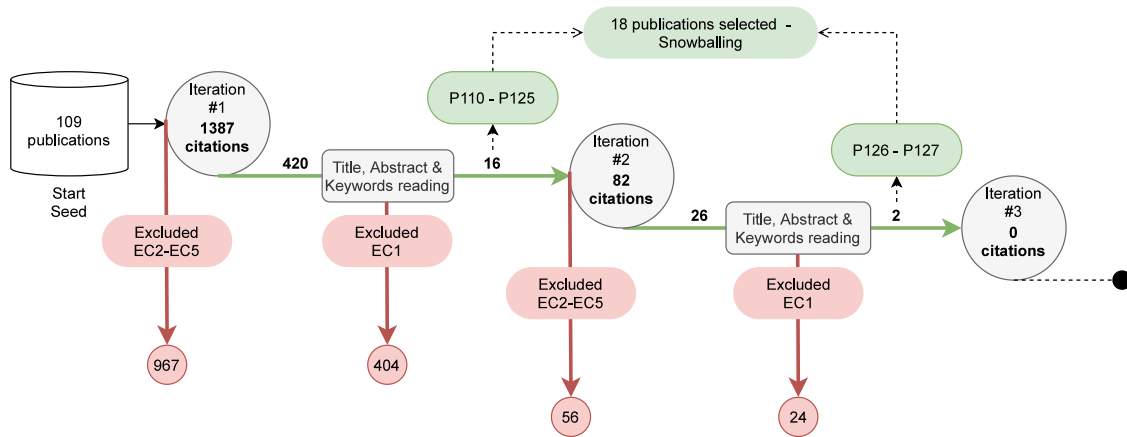 18 publications selected -
Snowballing
109
publications
Start
Seed
Iteration
#1
1387
citations
420
Title, Abstract &
Keywords reading
16
P110 - P125
Iteration
#2
82
citations
26
Title, Abstract &
Keywords reading
2
P126 - P127
Iteration
#3
0
citations
Excluded
EC2-EC5
967
Excluded
EC1
404
Excluded
EC2-EC5
56
Excluded
EC1
24